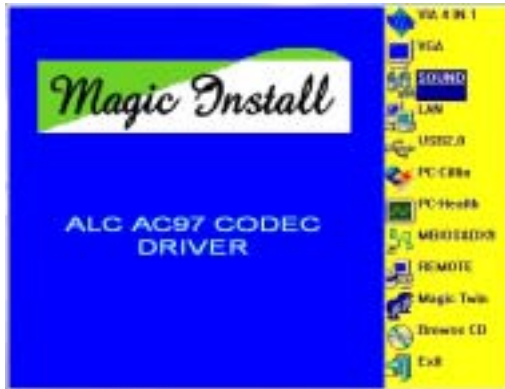 Magic Install
ALC AC97 CODEC
DRIVER
VIA 4 IN 1
VGA
SOUND
LAN
USB2.0
PC-Cillin
PC-Health
REMOTE
Magic Twin
Browse CD
Exit